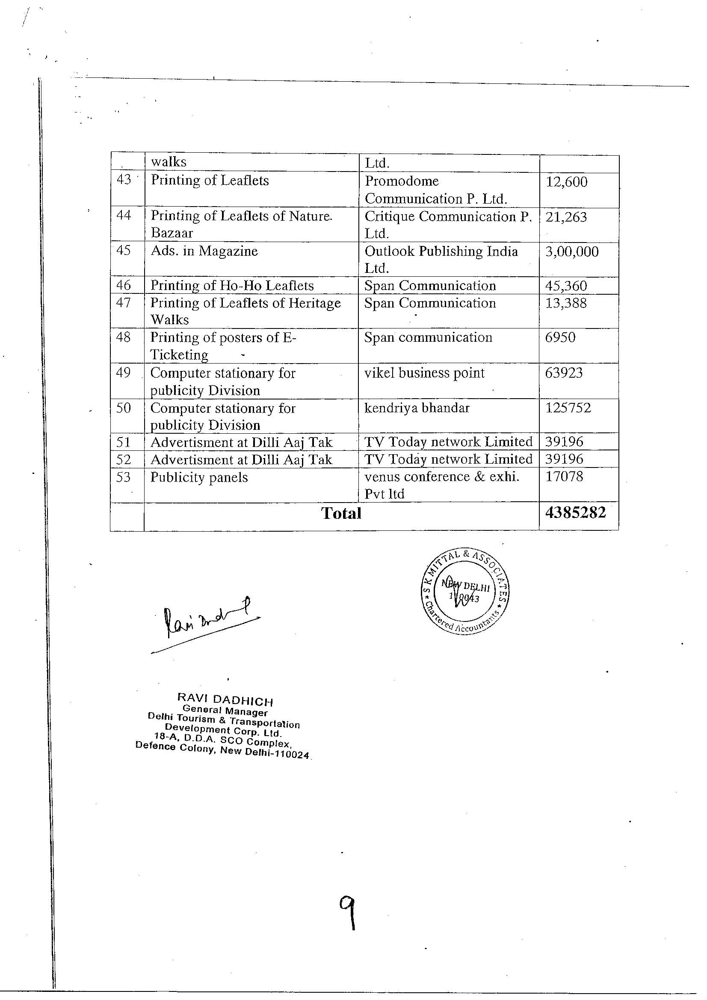 walks Ltd.
43 Printing of Leaflets Promodome 12,600
Communication P. Ltd.
44 Printing of Leaflets of Nature. Critique Communication P. 21,263
Bazaar Ltd.
45 Ads. in Magazine Outlook Publishing India 3,00,000
Ltd.
46 Printing of Ho-Ho Leaflets Span Communication 45,360
47 Printing of Leaflets of Heritage Span Communication 13,388
Walks
48 Printing of posters of E- Span communication 6950
Ticketing
49 Computer stationary for vikel business point 63923
publicity Division
50 Computer stationary for kendriya bhandar 125752
publicity Division
51 Advertisment at Dilli Aaj Tak TV Today network Limited 39196
52 Advertisment at Dilli Aaj Tak TV Today network Limited 39196
53 Publicity panels venus conference & exhi. 17078
Pvt ltd
Total 4385282
S K MITTAL & ASSOCIATES
NEW DELHI
Chartered Accountants
Ravi
RAVI DADHICH
General Manager
Delhi Tourism & Transportation
Development Corp. Ltd.
18-A, D.D.A. SCO Complex,
Defence Colony, New Delhi-110024
9